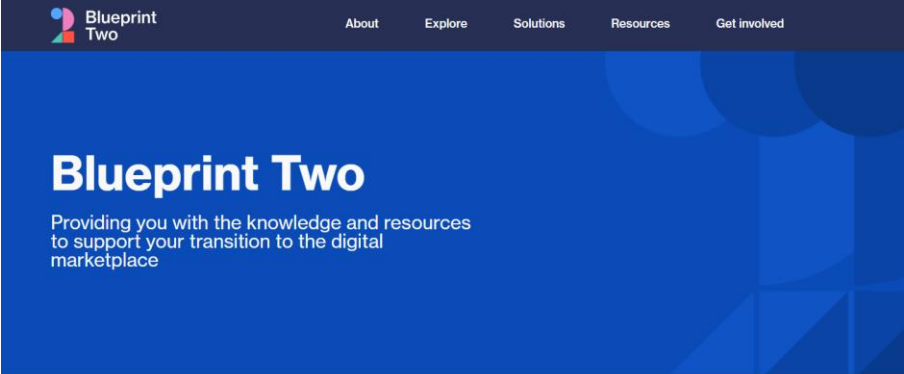 Blueprint
Two
About
Explore
Solutions
Resources
Get involved
Blueprint Two
Providing you with the knowledge and resources
to support your transition to the digital
marketplace